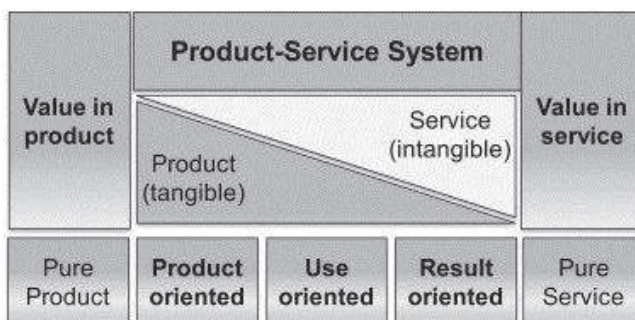 Product-Service System
Value in
product
Product
(tangible)
Service
(intangible)
Value in
service
Pure
Product
Product
oriented
Use
oriented
Result
oriented
Pure
Service